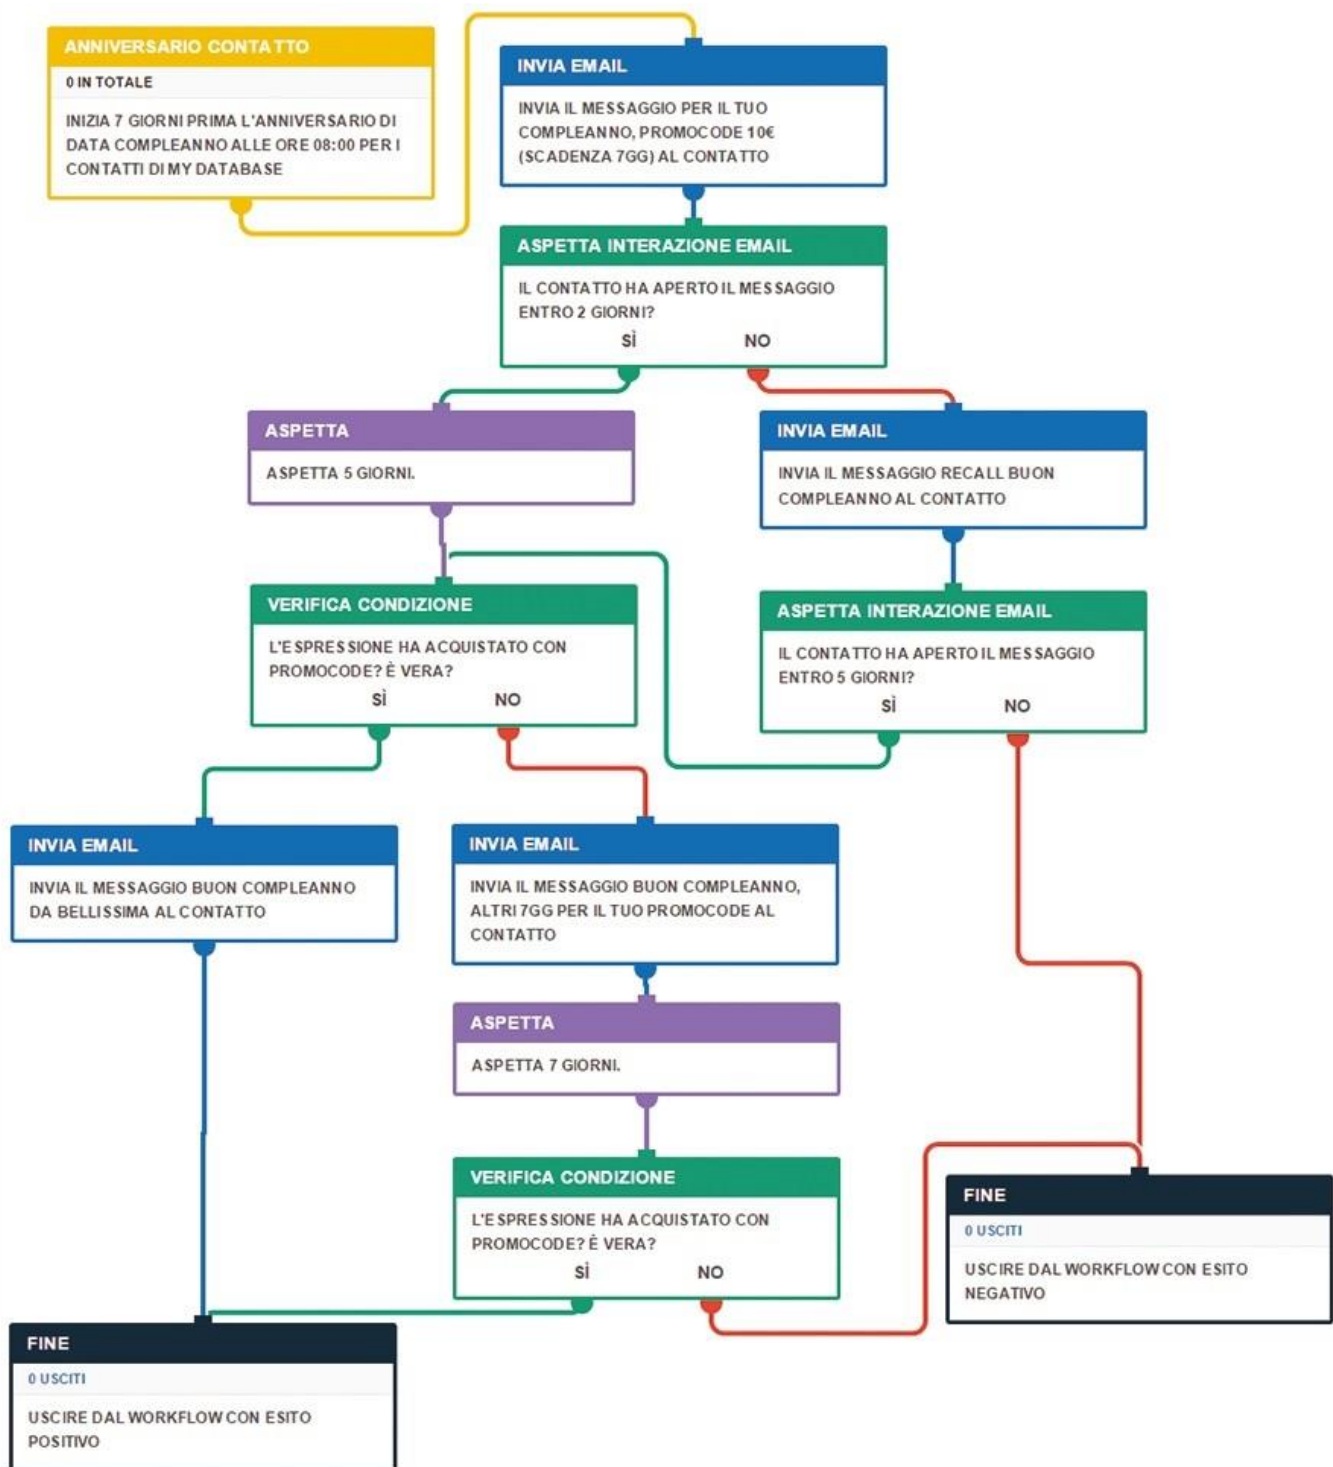 ANNIVERSARIO CONTATTO
0 IN TOTALE
INIZIA 7 GIORNI PRIMA L'ANNIVERSARIO DI
DATA COMPLEANNO ALLE ORE 08:00 PER I
CONTATTI DI MY DATABASE
INVIA EMAIL
INVIA IL MESSAGGIO PER IL TUO
COMPLEANNO, PROMOCODE 10€
(SCADENZA 7GG) AL CONTATTO
ASPETTA INTERAZIONE EMAIL
IL CONTATTO HA APERTO IL MESSAGGIO
ENTRO 2 GIORNI?
SÌ NO
ASPETTA
ASPETTA 5 GIORNI.
INVIA EMAIL
INVIA IL MESSAGGIO RECALL BUON
COMPLEANNO AL CONTATTO
VERIFICA CONDIZIONE
L'ESPRESSIONE HA ACQUISTATO CON
PROMOCODE? È VERA?
SÌ NO
ASPETTA INTERAZIONE EMAIL
IL CONTATTO HA APERTO IL MESSAGGIO
ENTRO 5 GIORNI?
SÌ NO
INVIA EMAIL
INVIA IL MESSAGGIO BUON COMPLEANNO
DA BELLISSIMA AL CONTATTO
INVIA EMAIL
INVIA IL MESSAGGIO BUON COMPLEANNO,
ALTRI 7GG PER IL TUO PROMOCODE AL
CONTATTO
ASPETTA
ASPETTA 7 GIORNI.
VERIFICA CONDIZIONE
L'ESPRESSIONE HA ACQUISTATO CON
PROMOCODE? È VERA?
SÌ NO
FINE
0 USCITI
USCIRE DAL WORKFLOW CON ESITO
NEGATIVO
FINE
0 USCITI
USCIRE DAL WORKFLOW CON ESITO
POSITIVO